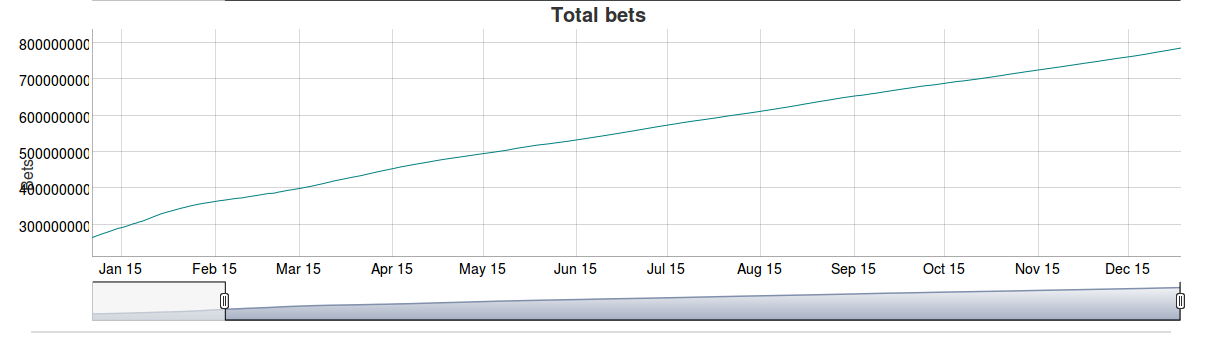 Total bets
800000000
700000000
600000000
500000000
400000000
300000000
Bets
Jan 15 Feb 15 Mar 15 Apr 15 May 15 Jun 15 Jul 15 Aug 15 Sep 15 Oct 15 Nov 15 Dec 15